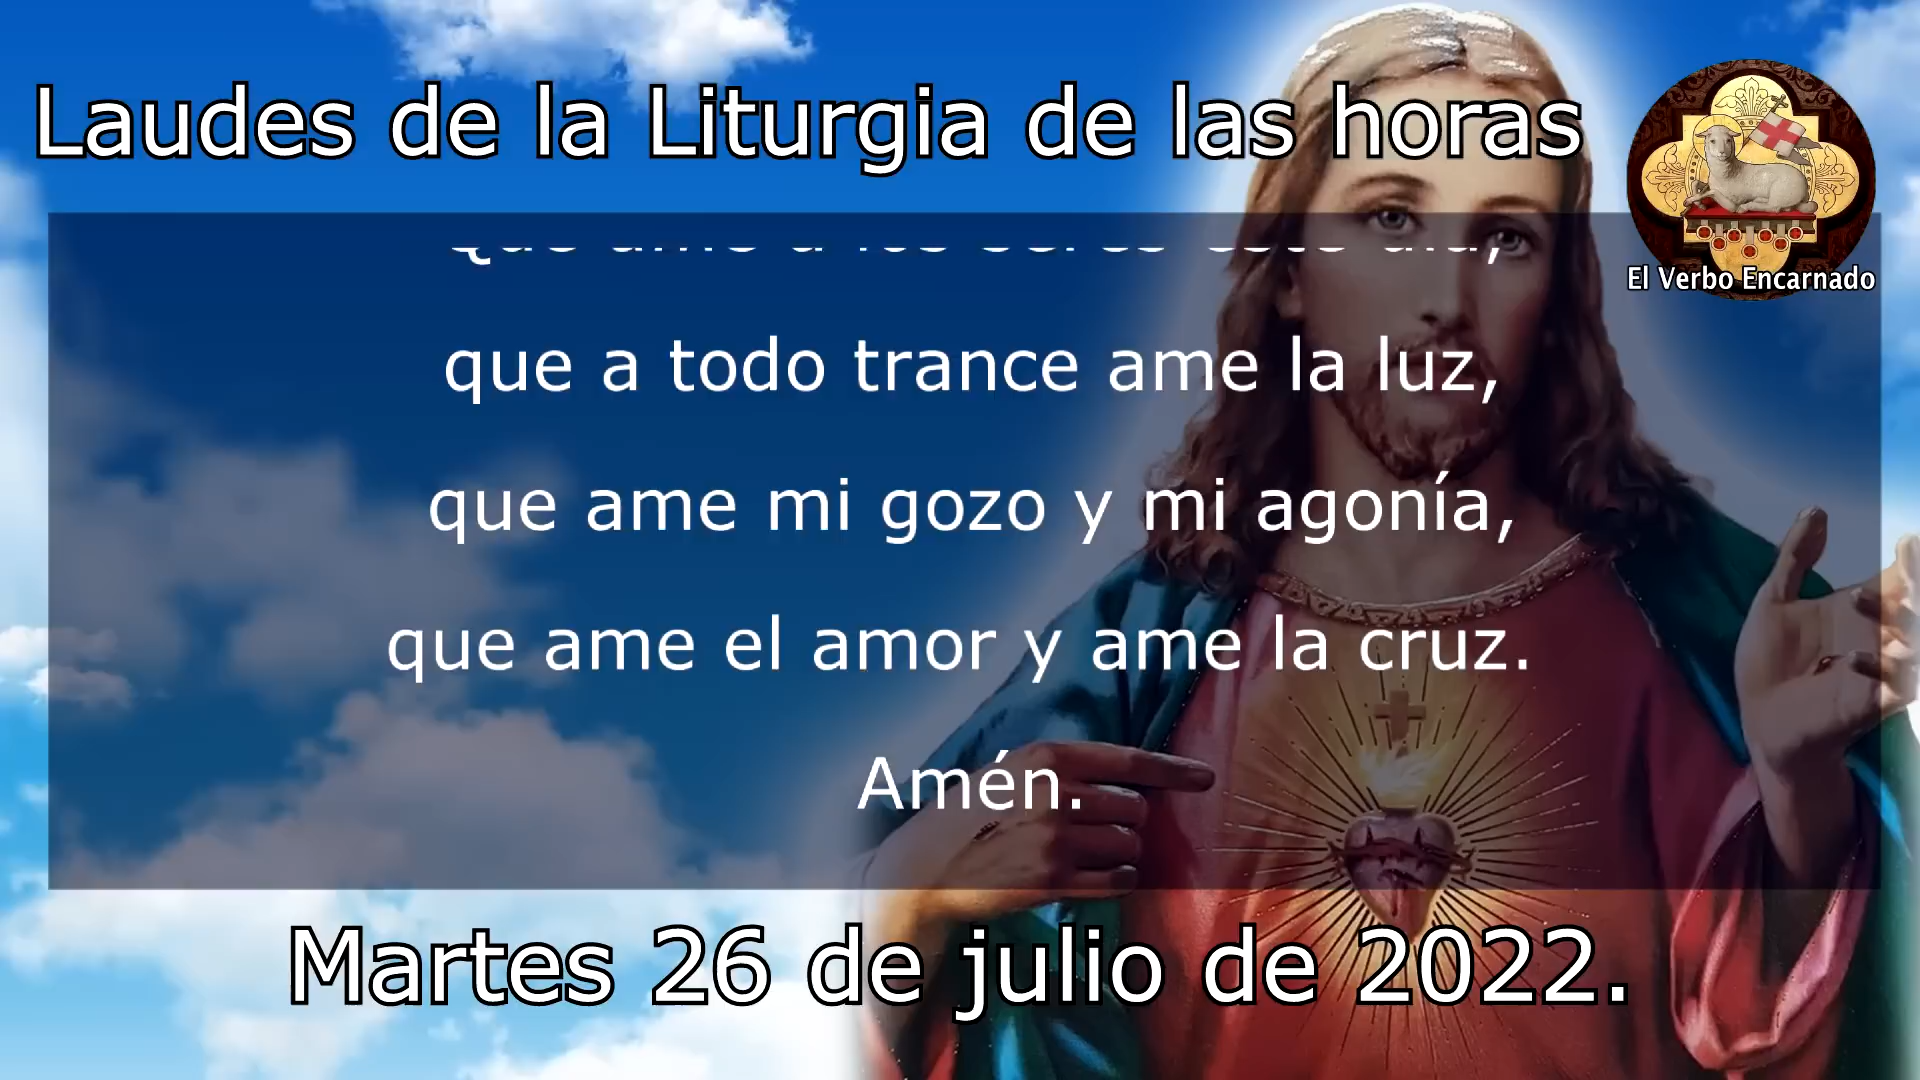 Laudes de la Liturgia de las horas
El Verbo Encarnado
que a todo trance ame la luz,
que ame mi gozo y mi agonía,
que ame el amor y ame la cruz.
Amén.
Martes 26 de julio de 2022.